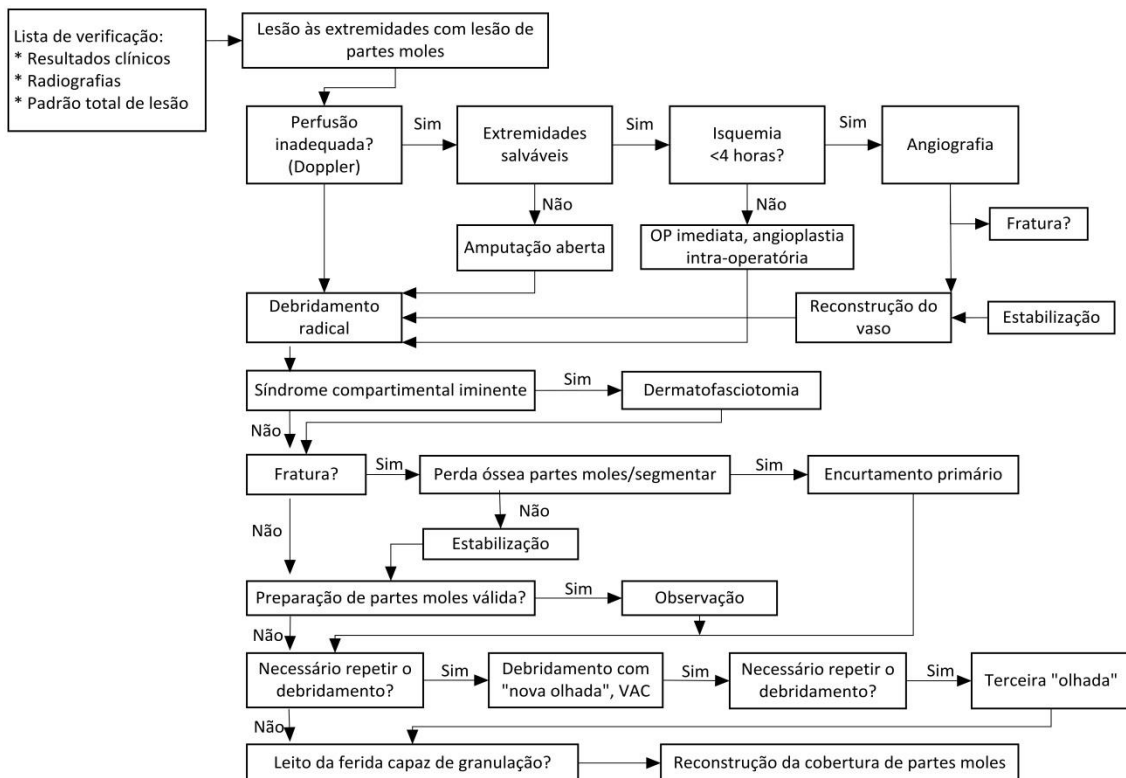 Lista de verificação:
* Resultados clínicos
* Radiografias
* Padrão total de lesão
Lesão às extremidades com lesão de
partes moles
Perfusão
inadequada?
(Doppler)
Sim
Extremidades
salváveis
Sim
Isquemia
<4 horas?
Sim
Angiografia
Não
Não
Fratura?
Amputação aberta
OP imediata, angioplastia
intra-operatória
Debridamento
radical
Reconstrução do
vaso
Estabilização
Síndrome compartimental iminente
Sim
Dermatofasciotomia
Não
Fratura?
Sim
Perda óssea partes moles/segmentar
Sim
Encurtamento primário
Não
Não
Estabilização
Preparação de partes moles válida?
Sim
Observação
Não
Necessário repetir o
debridamento?
Sim
Debridamento com
"nova olhada", VAC
Sim
Necessário repetir o
debridamento?
Sim
Terceira "olhada"
Não
Leito da ferida capaz de granulação?
Reconstrução da cobertura de partes moles